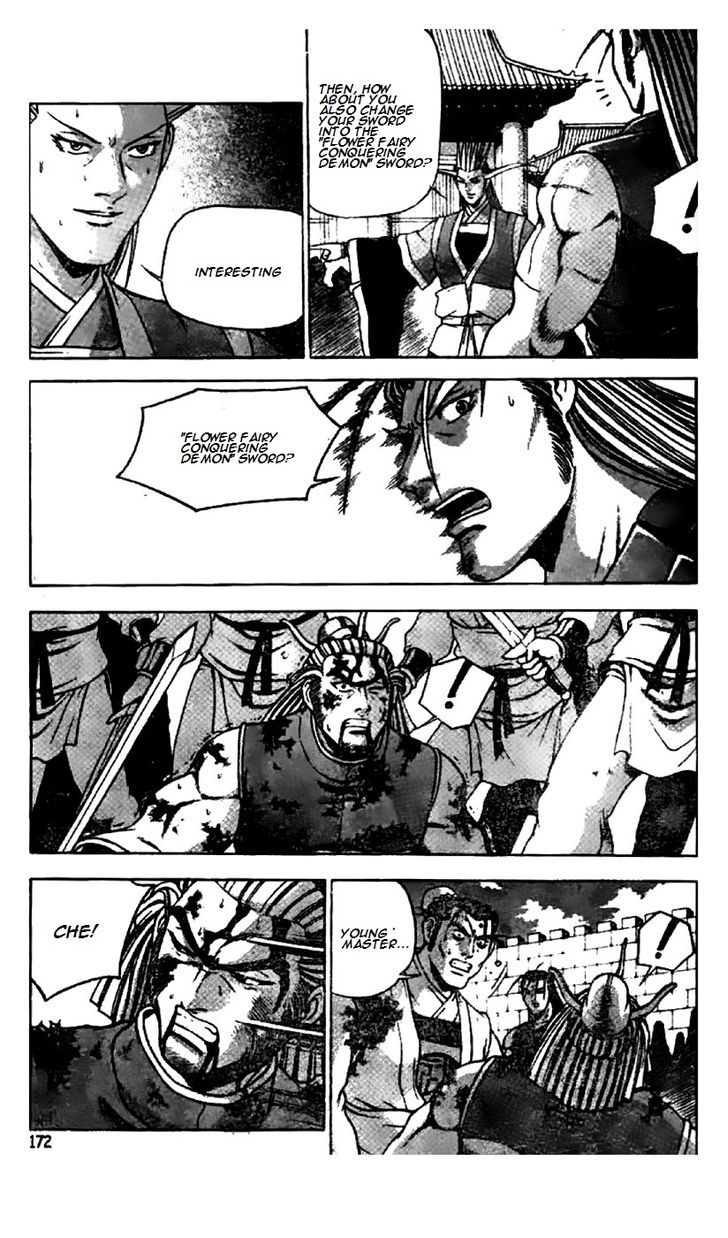 THEN, HOW
ABOUT YOU
ALSO CHANGE
YOUR SWORD
INTO THE
"FLOWER FAIRY
CONQUERING
DEMON" SWORD?
!
INTERESTING
"FLOWER FAIRY
CONQUERING
DEMON" SWORD?
!
!
YOUNG
MASTER...
CHE!
172